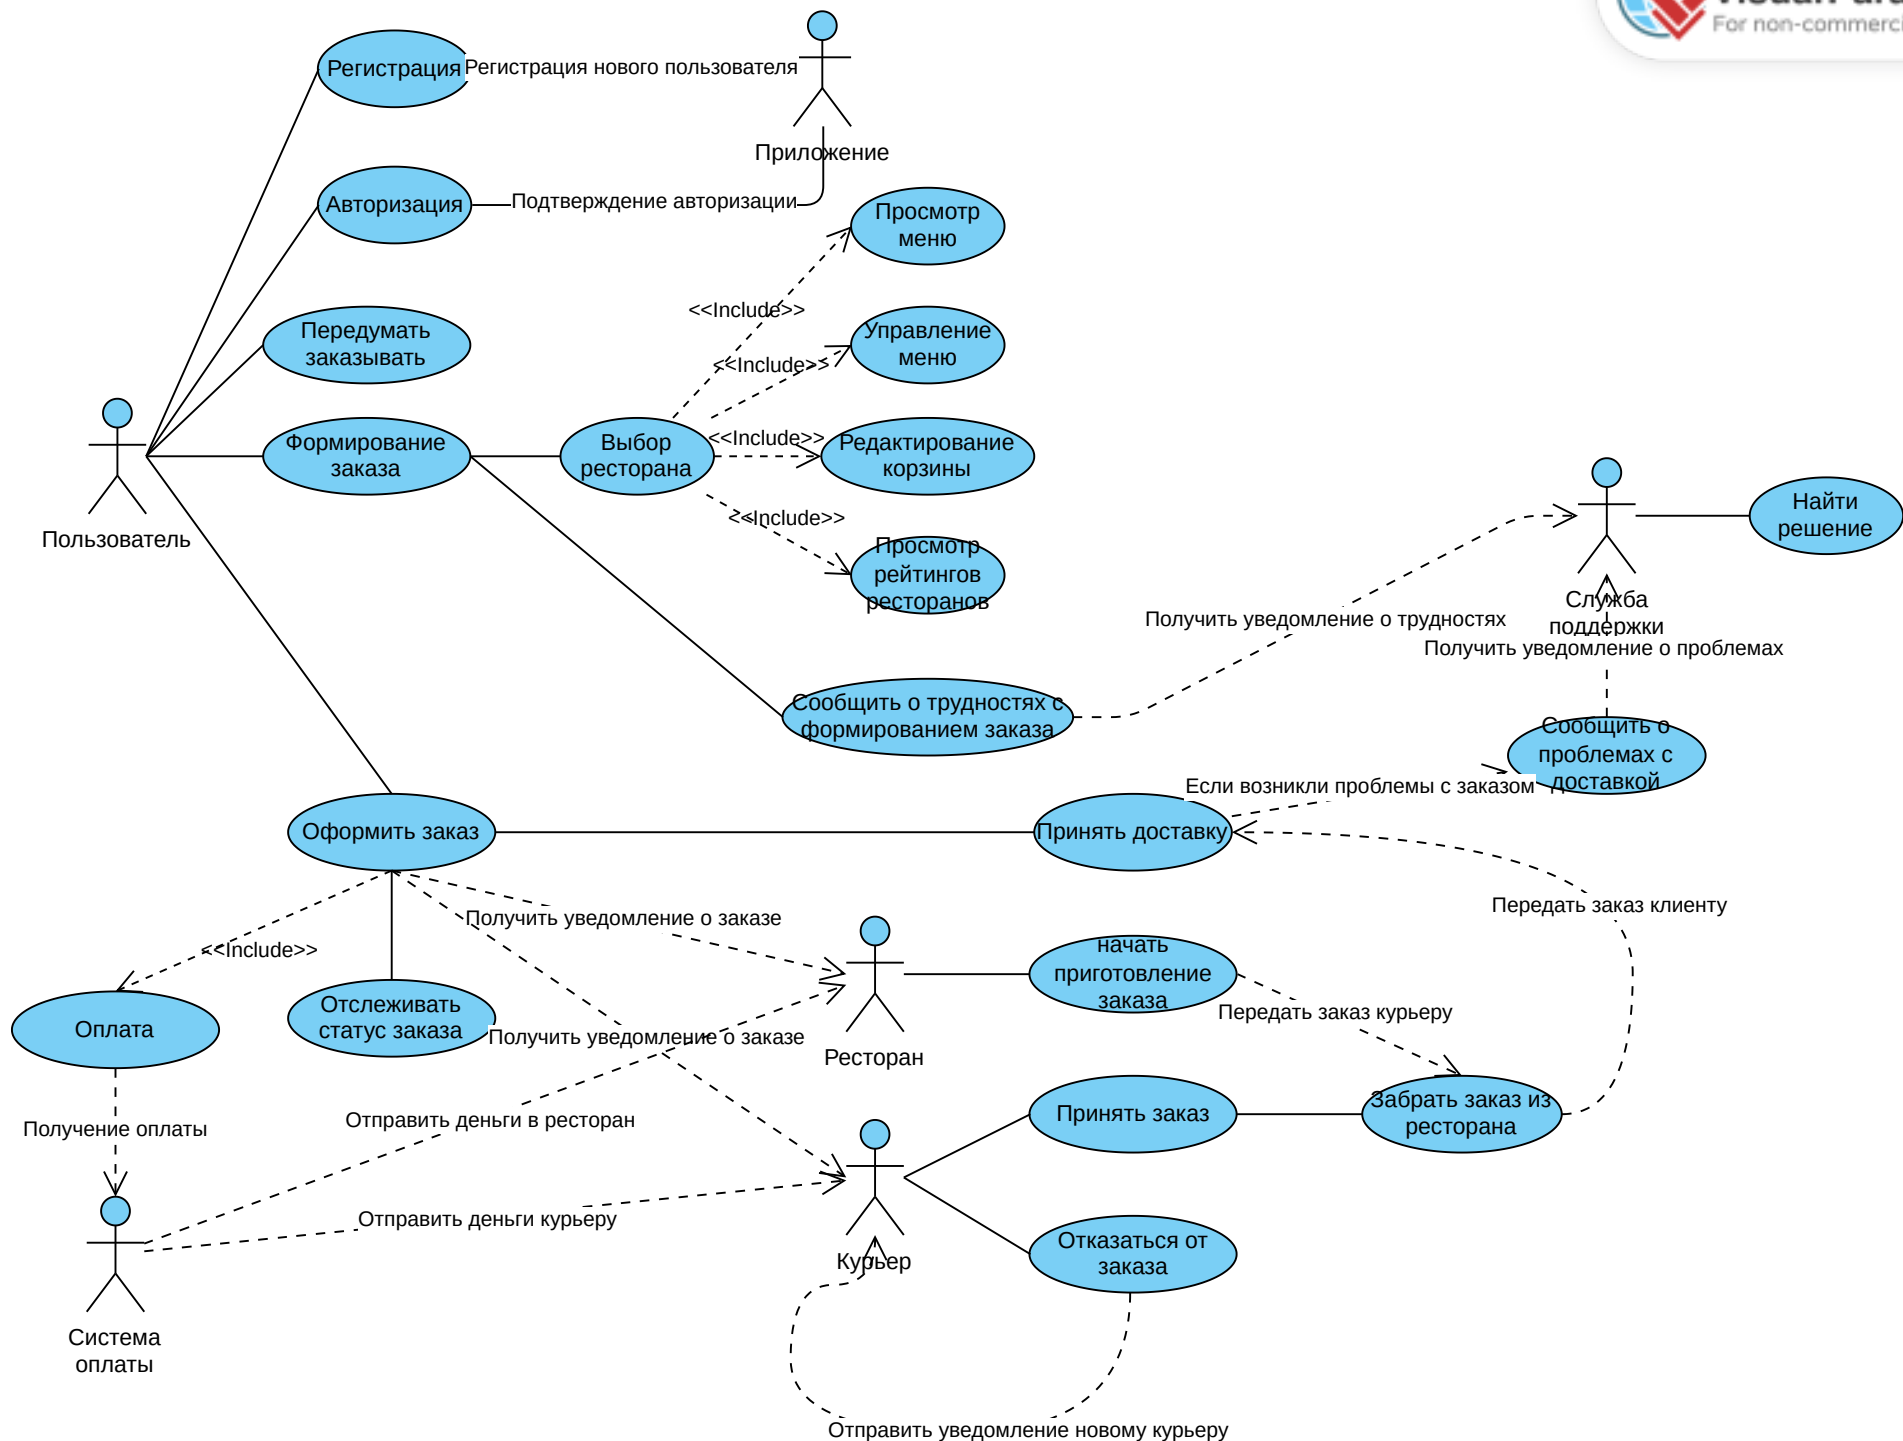 For non-commerci
Регистрация
Регистрация нового пользователя
Приложение
Авторизация
Подтверждение авторизации
Просмотр
меню
<<Include>>
Передумать
заказывать
Управление
меню
<<Include>>
Пользователь
Формирование
заказа
Выбор
ресторана
<<Include>>
Редактирование
корзины
<<Include>>
Просмотр
рейтингов
ресторанов
Найти
решение
Служба
поддержки
Получить уведомление о трудностях
Получить уведомление о проблемах
Сообщить о трудностях с
формированием заказа
Сообщить о
проблемах с
доставкой
Если возникли проблемы с заказом
Оформить заказ
Принять доставку
Передать заказ клиенту
Получить уведомление о заказе
<<Include>>
начать
приготовление
заказа
Оплата
Отслеживать
статус заказа
Получить уведомление о заказе
Ресторан
Передать заказ курьеру
Получение оплаты
Отправить деньги в ресторан
Принять заказ
Забрать заказ из
ресторана
Отправить деньги курьеру
Курьер
Отказаться от
заказа
Система
оплаты
Отправить уведомление новому курьеру